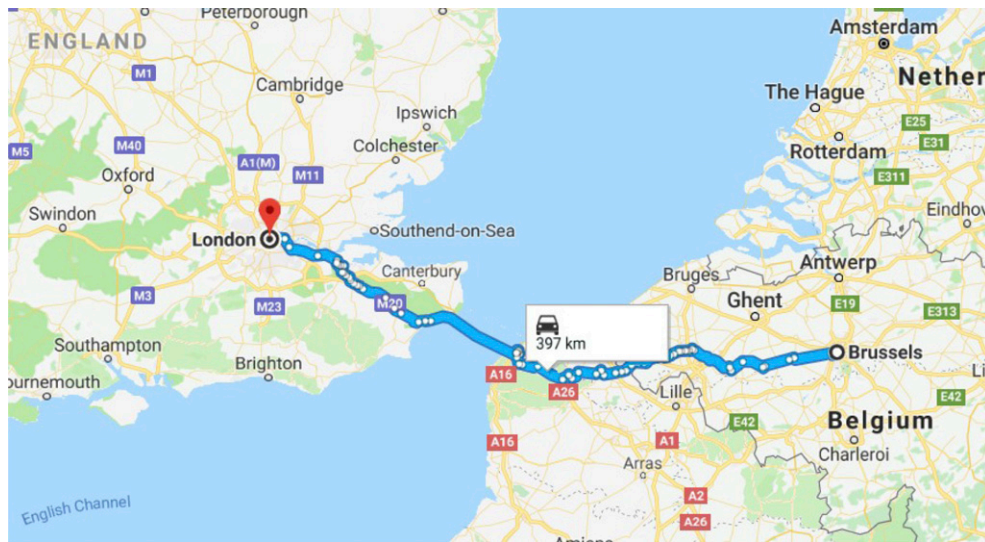 Peterborough
ENGLAND
Amsterdam
M1
Cambridge
Nether
The Hague
Ipswich
E25
M5
M40
Colchester
E31
A1(M)
Rotterdam
M11
Oxford
E311
Swindon
Eindho
Southend-on-Sea
London
Antwerp
Canterbury
Bruges
M3
M20
Ghent
E19
M23
E313
397 km
Southampton
Brussels
Brighton
A16
Li
ournemouth
A26
Lille
E42
E42
Belgium
A16
A1
Charleroi
Arras
A2
English Channel
A26
Amiens